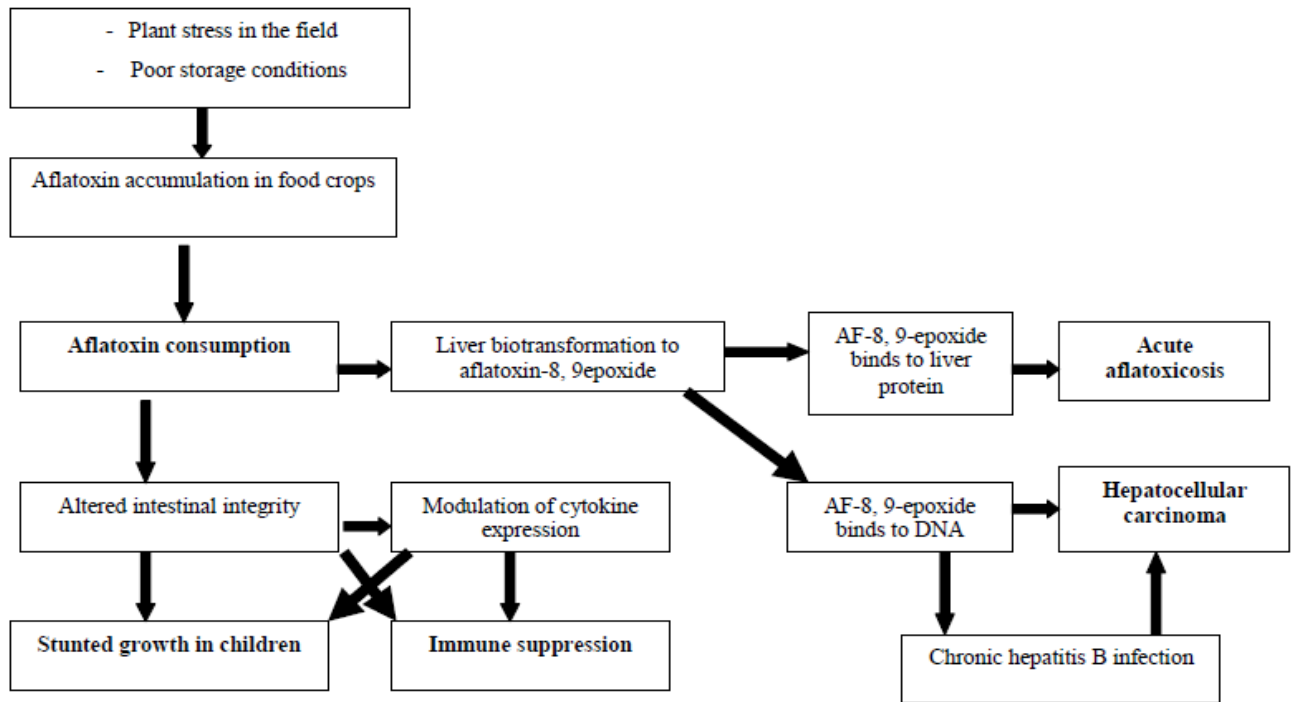 - Plant stress in the field
- Poor storage conditions
Aflatoxin accumulation in food crops
Aflatoxin consumption
Liver biotransformation to
aflatoxin-8, 9epoxide
AF-8, 9-epoxide
binds to liver
protein
Acute
aflatoxicosis
Altered intestinal integrity
Modulation of cytokine
expression
AF-8, 9-epoxide
binds to DNA
Hepatocellular
carcinoma
Stunted growth in children
Immune suppression
Chronic hepatitis B infection